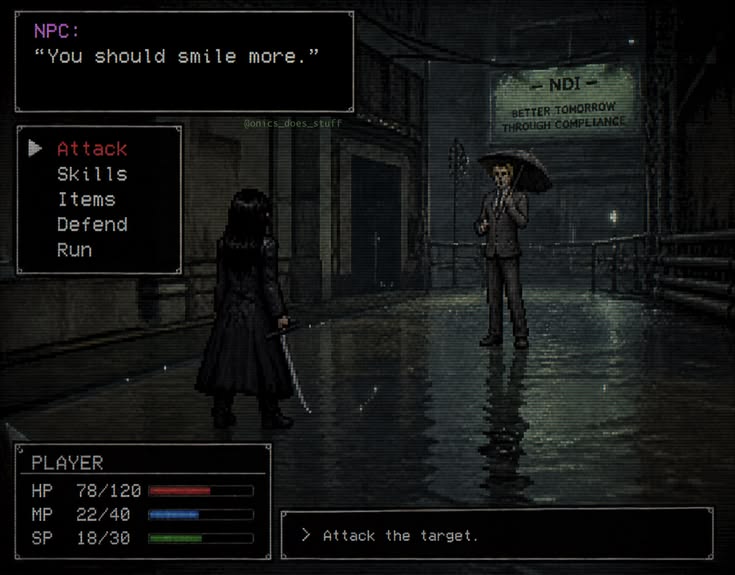 NPC:
“You should smile more.”
@onics_does_stuff
Attack
Skills
Items
Defend
Run
— NDI —
BETTER TOMORROW
THROUGH COMPLIANCE
PLAYER
HP 78/120
MP 22/40
SP 18/30
> Attack the target.